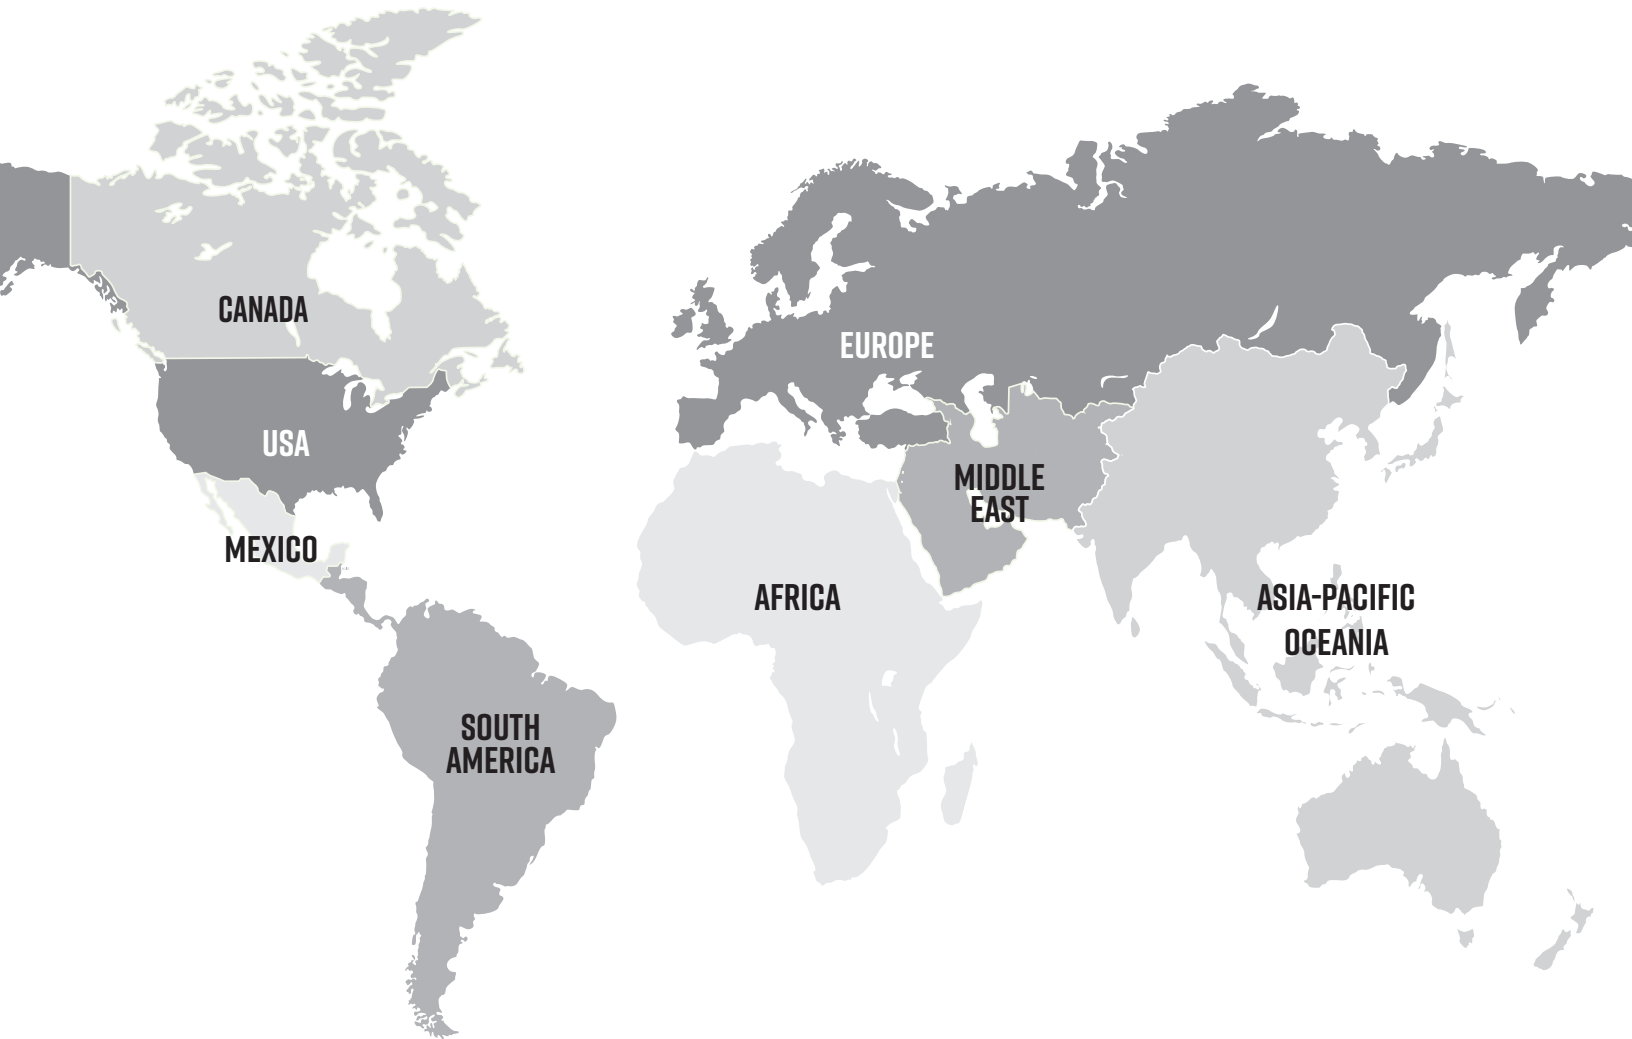 CANADA
EUROPE
USA
MIDDLE
EAST
MEXICO
AFRICA
ASIA-PACIFIC
OCEANIA
SOUTH
AMERICA